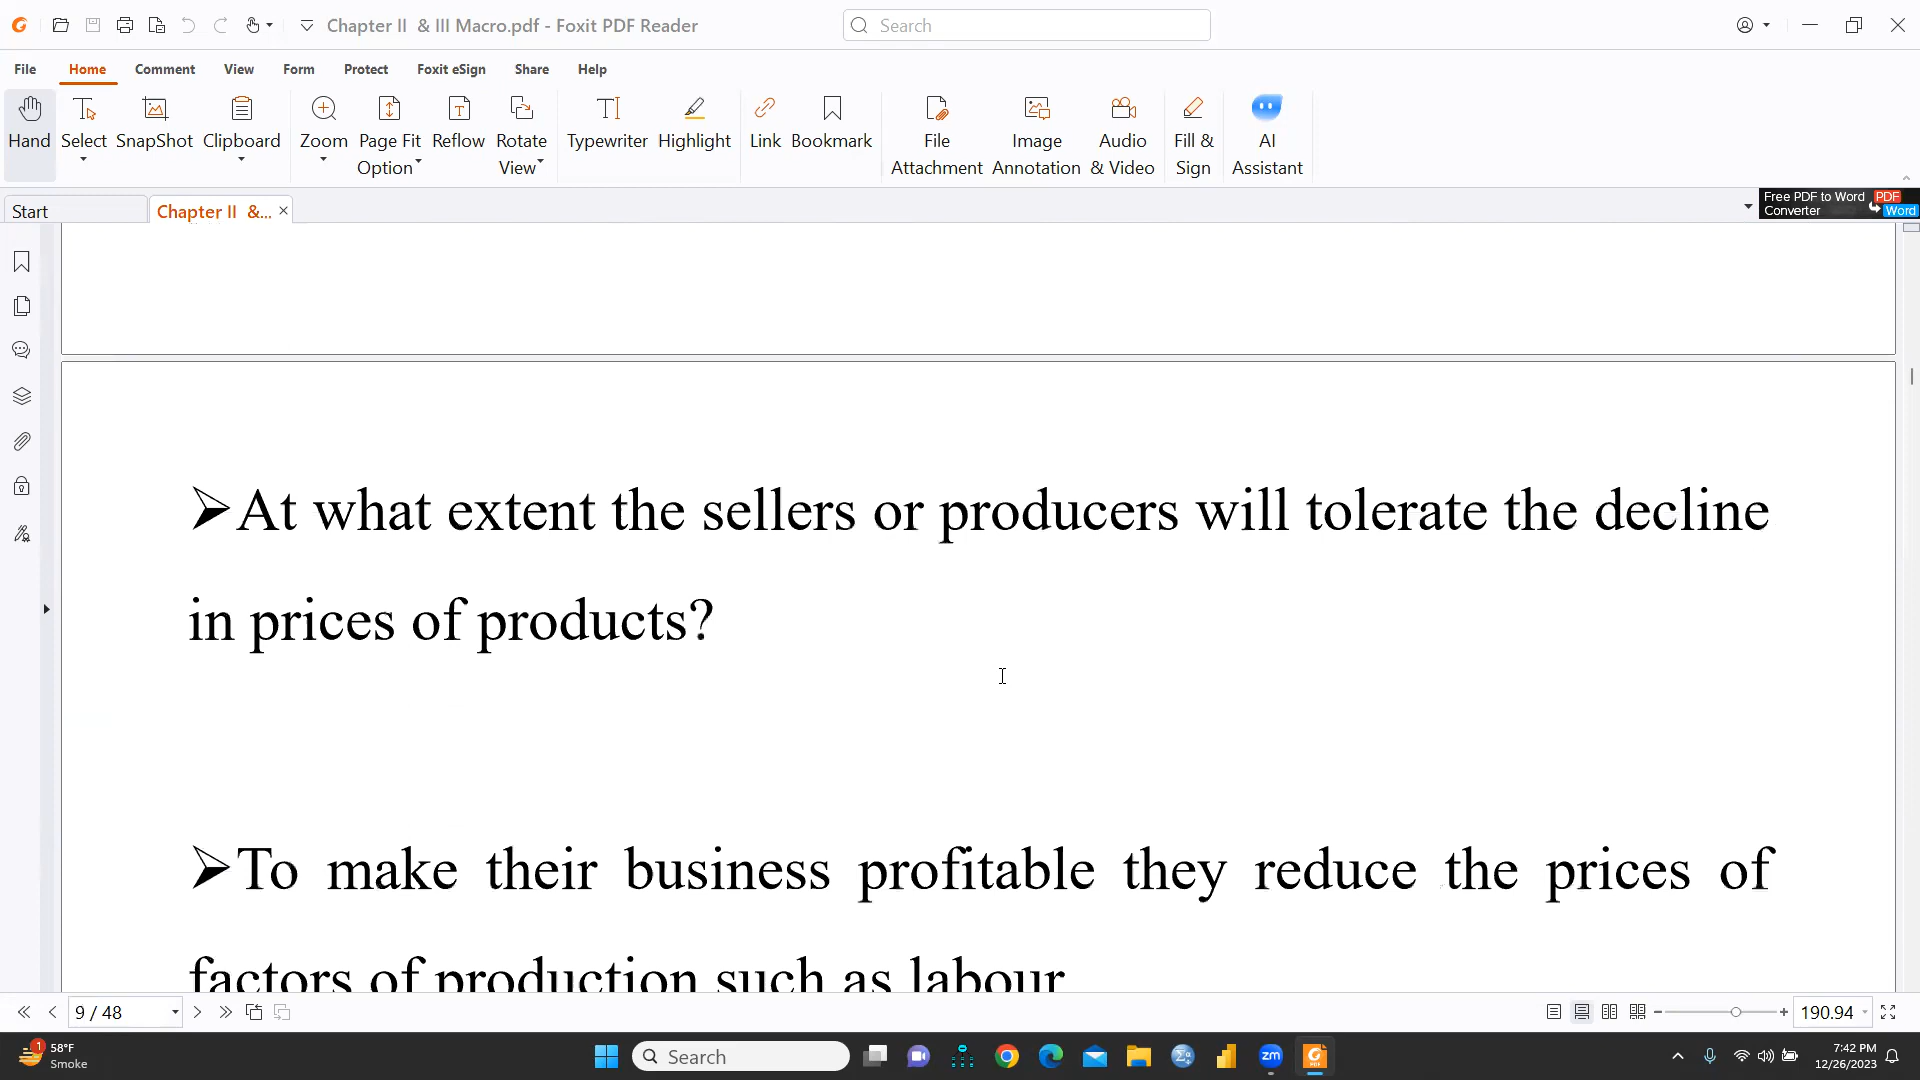 Chapter II & III Macro.pdf - Foxit PDF Reader
Search
File Home Comment View Form Protect Foxit eSign Share Help
Hand Select SnapShot Clipboard Zoom Page Fit Option Reflow Rotate View Typewriter Highlight Link Bookmark File Attachment Image Annotation Audio & Video Fill & Sign AI Assistant
Start
Chapter II &...
Free PDF to Word PDF
Converter Word
➢At what extent the sellers or producers will tolerate the decline
in prices of products?
➢To make their business profitable they reduce the prices of
factors of production such as labour
9 / 48
190.94
1
58°F
Smoke
Search
zm
7:42 PM
12/26/2023